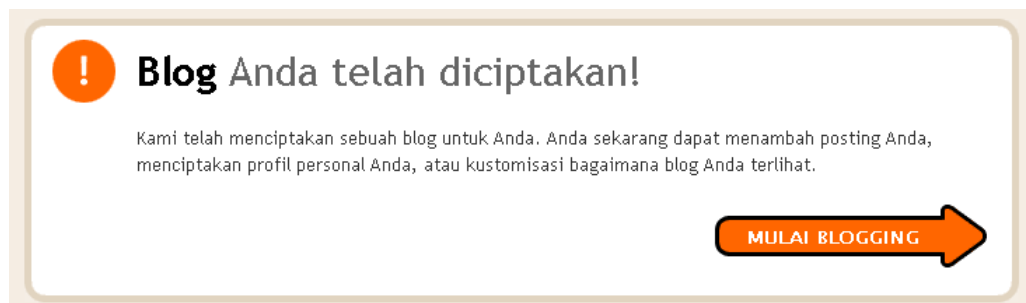 !
Blog Anda telah diciptakan!
Kami telah menciptakan sebuah blog untuk Anda. Anda sekarang dapat menambah posting Anda,
menciptakan profil personal Anda, atau kustomisasi bagaimana blog Anda terlihat.
MULAI BLOGGING